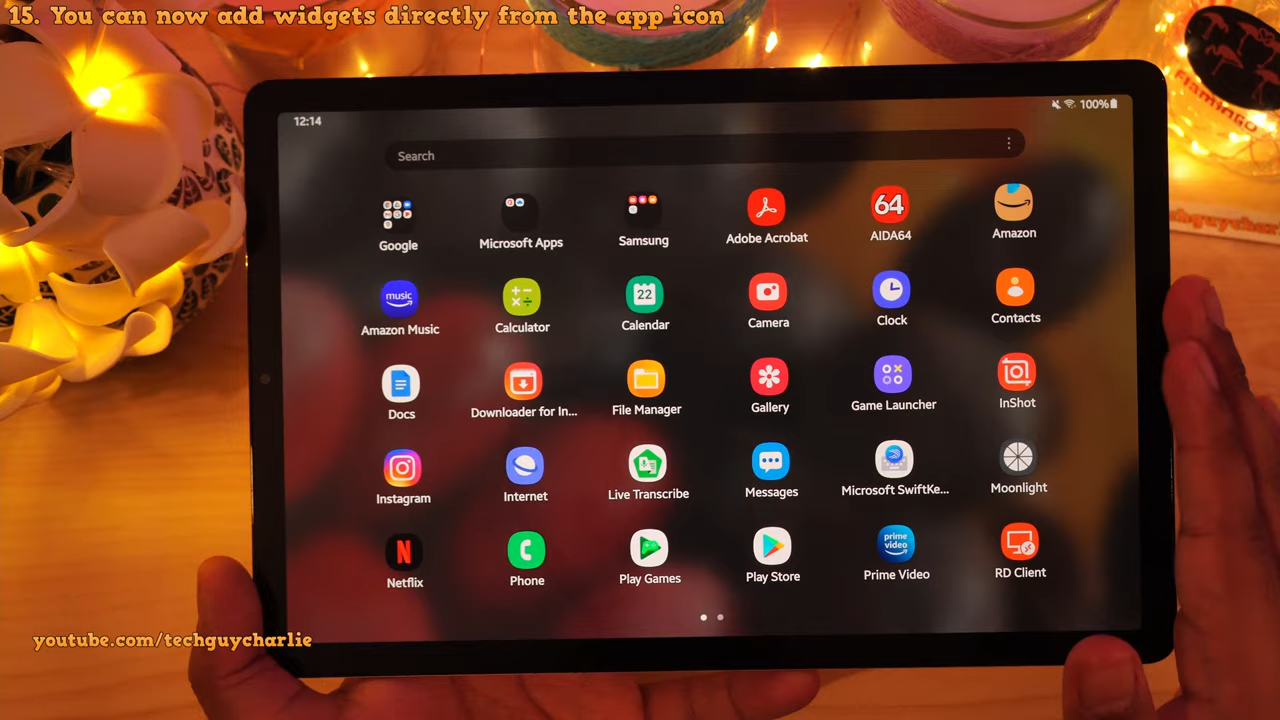 15. You can now add widgets directly from the app icon
FLaminGO
12:14
100%
Search
Google
Microsoft Apps
Samsung
Adobe Acrobat
64
AIDA64
Amazon
music
Amazon Music
Calculator
22
Calendar
Camera
Clock
Contacts
Docs
Downloader for In...
File Manager
Gallery
Game Launcher
InShot
Instagram
Internet
Live Transcribe
Messages
Microsoft SwiftKe...
Moonlight
N
Netflix
Phone
Play Games
Play Store
prime
video
Prime Video
RD Client
youtube.com/techguycharlie